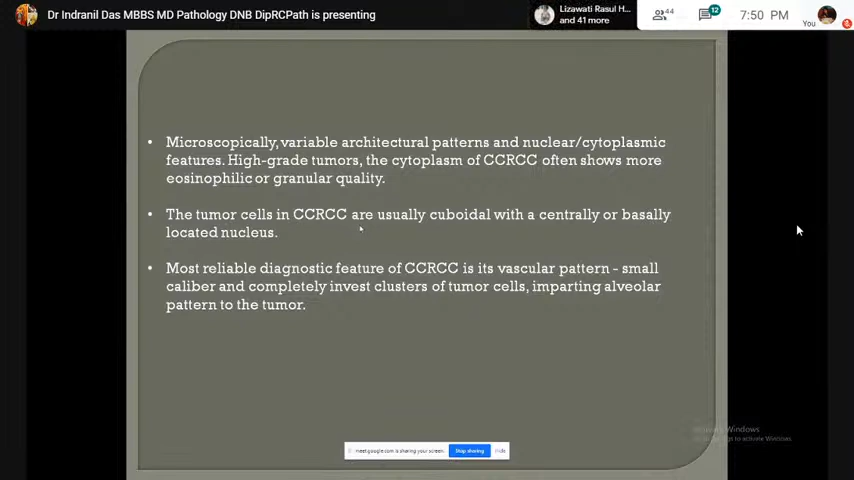 Dr Indranil Das MBBS MD Pathology DNB DipRCPath is presenting
Lizawati Rasul H...
and 41 more
44
12
7:50 PM
You
• Microscopically, variable architectural patterns and nuclear/cytoplasmic
features. High-grade tumors, the cytoplasm of CCRCC often shows more
eosinophilic or granular quality.
• The tumor cells in CCRCC are usually cuboidal with a centrally or basally
located nucleus.
• Most reliable diagnostic feature of CCRCC is its vascular pattern - small
caliber and completely invest clusters of tumor cells, imparting alveolar
pattern to the tumor.
Windows
to activate Windows.
meet.google.com is sharing your screen.
Stop sharing
Hide